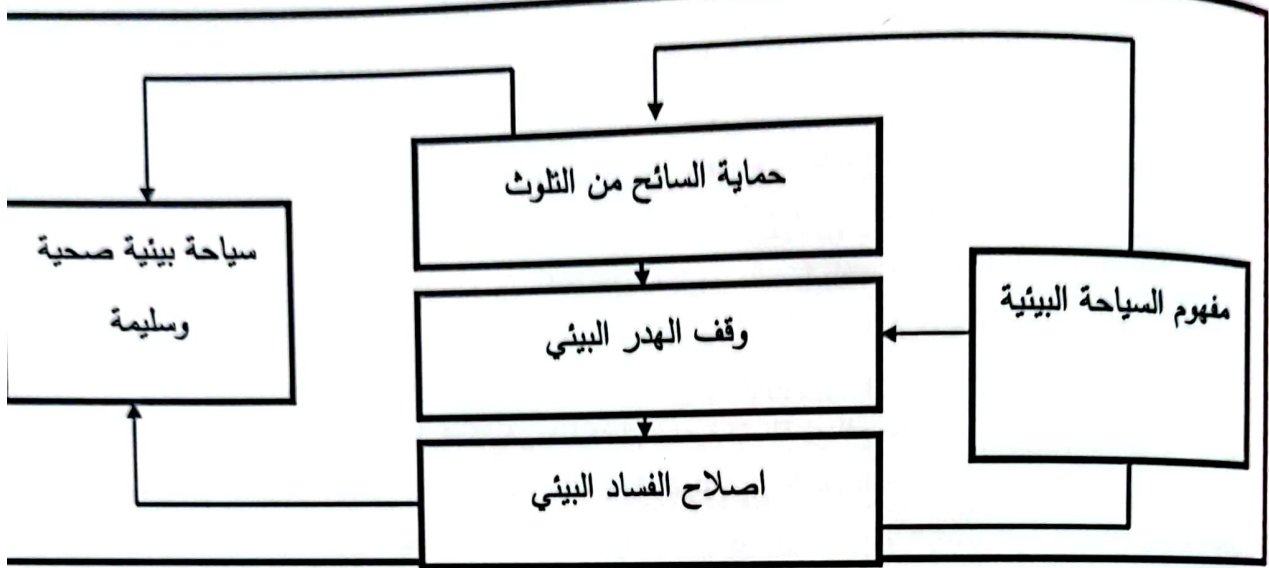 حماية السائح من التلوث
مفهوم السياحة البيئية
وقف الهدر البيئي
اصلاح الفساد البيئي
سياحة بيئية صحية
وسليمة